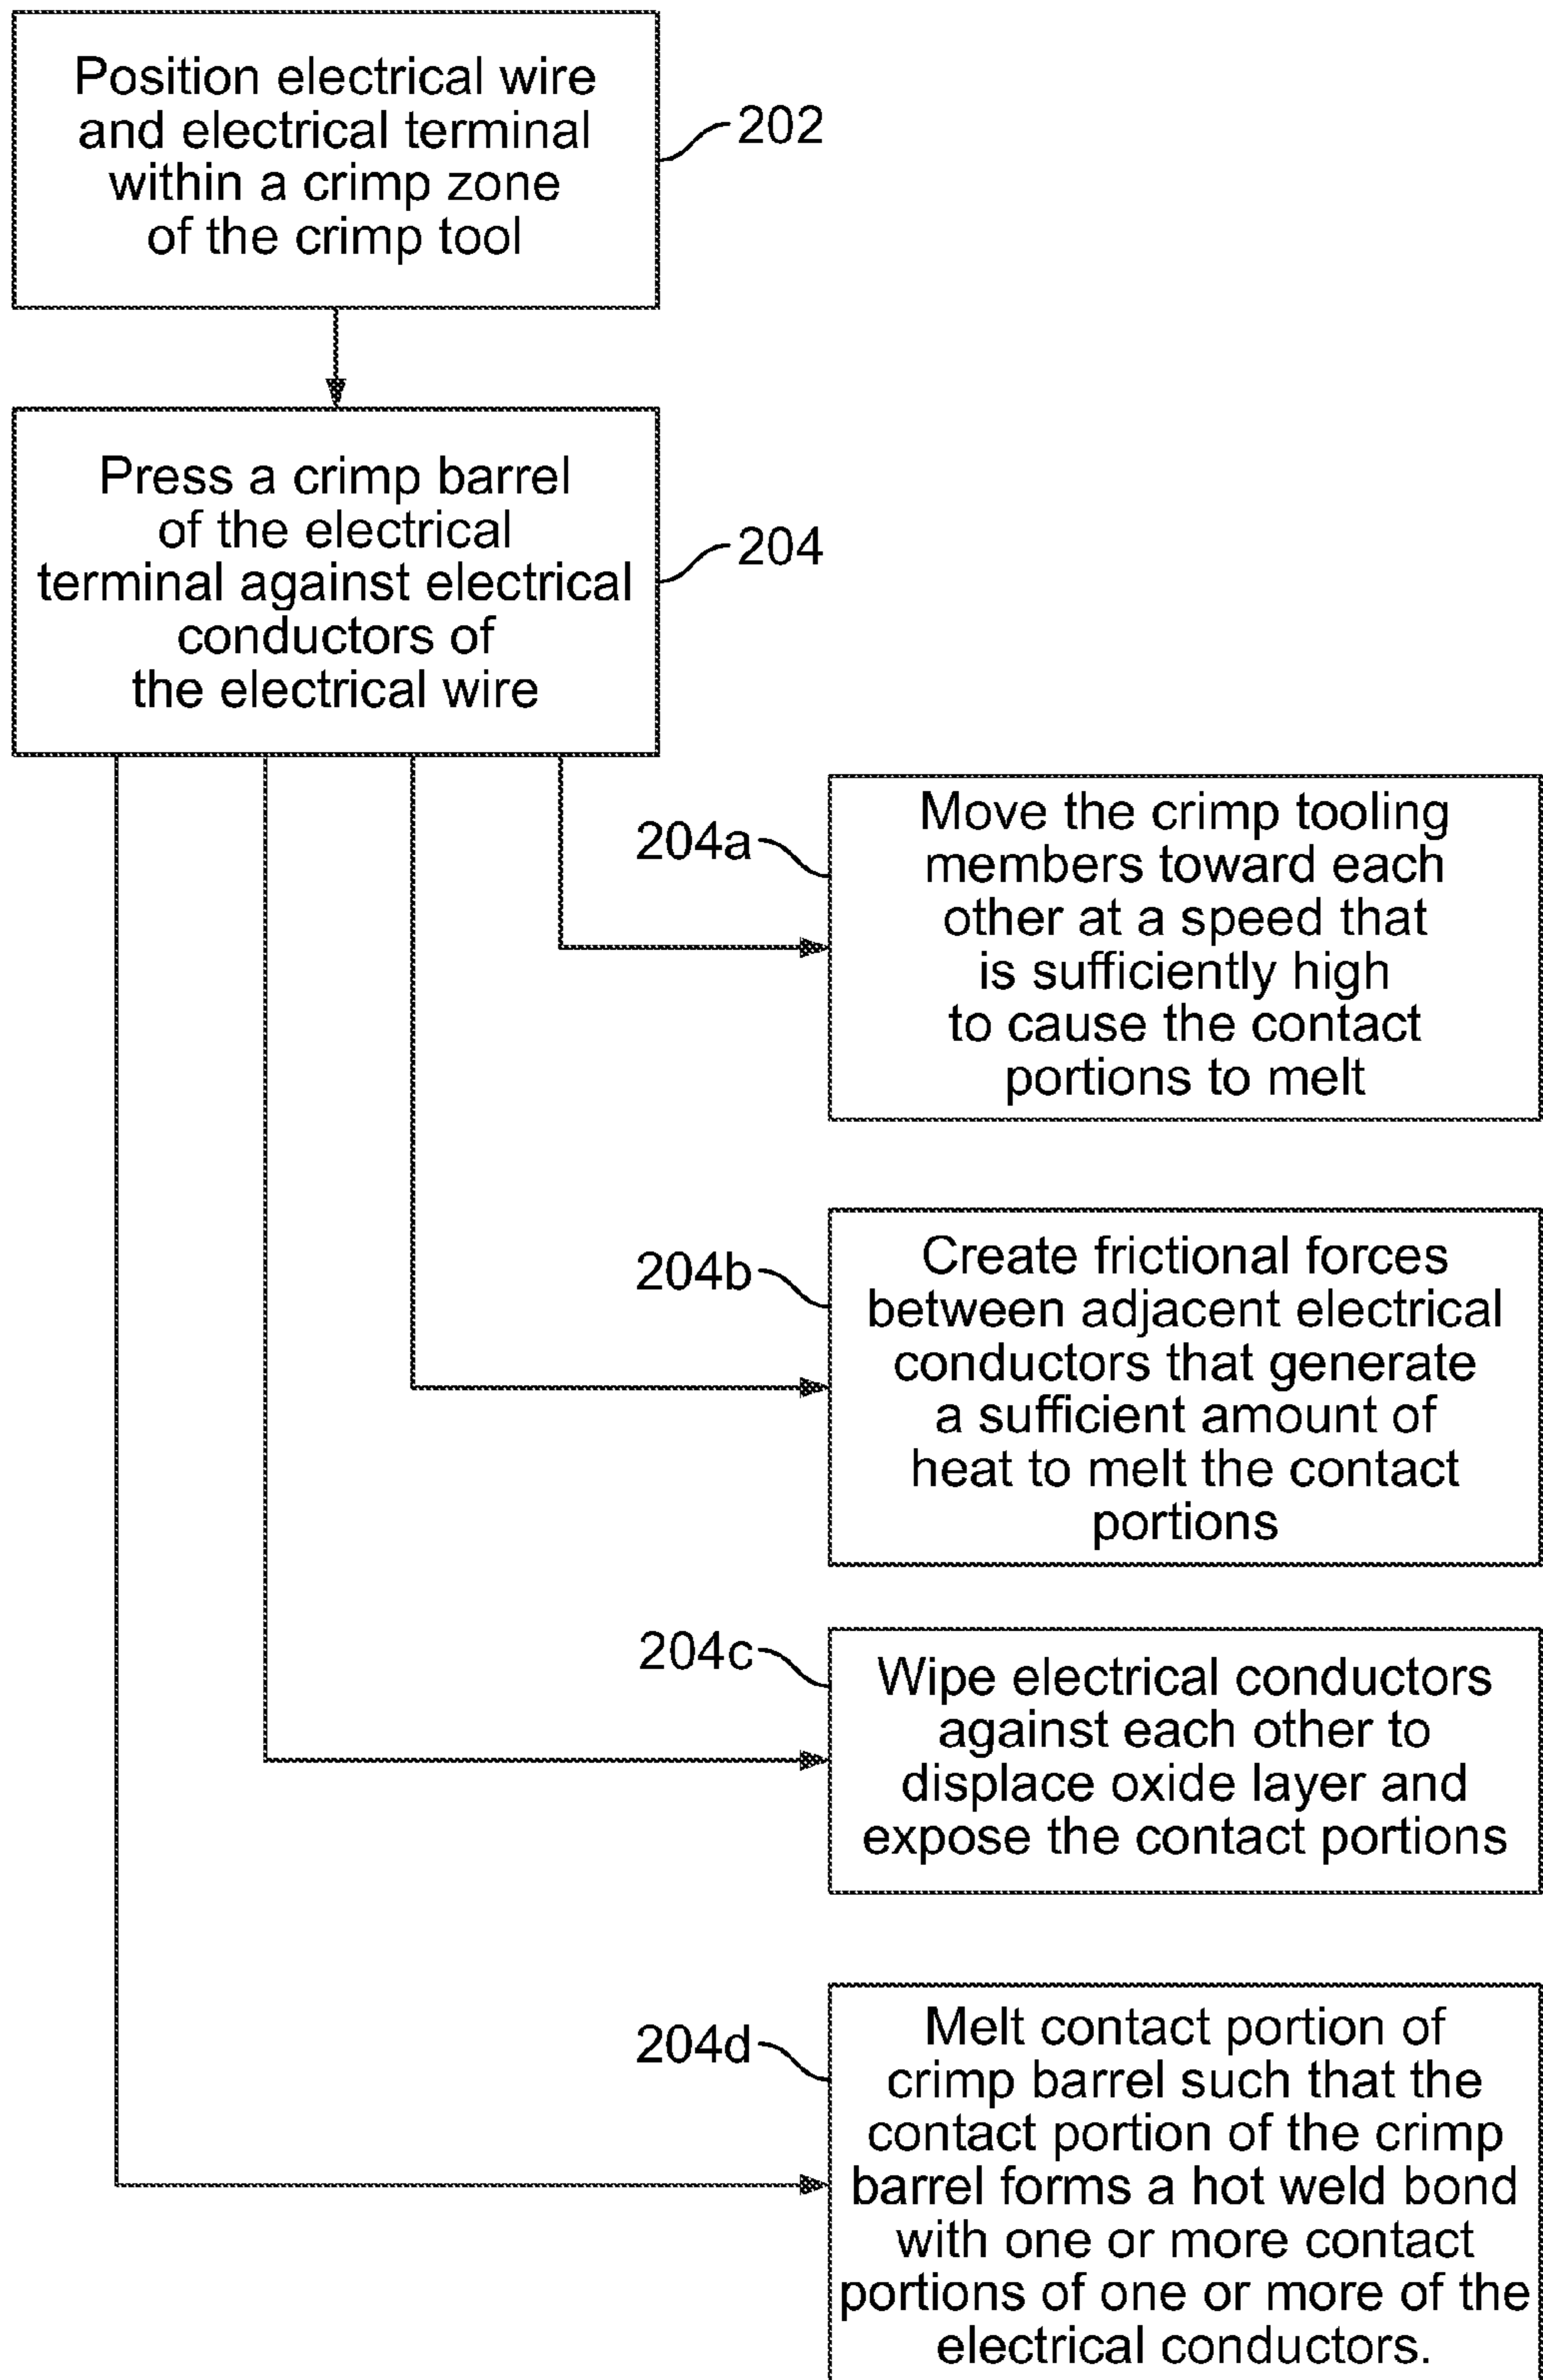 Position electrical wire
and electrical terminal
within a crimp zone
of the crimp tool
202
Press a crimp barrel
of the electrical
terminal against electrical
conductors of
the electrical wire
204
204a
Move the crimp tooling
members toward each
other at a speed that
is sufficiently high
to cause the contact
portions to melt
204b
Create frictional forces
between adjacent electrical
conductors that generate
a sufficient amount of
heat to melt the contact
portions
204c
Wipe electrical conductors
against each other to
displace oxide layer and
expose the contact portions
204d
Melt contact portion of
crimp barrel such that the
contact portion of the crimp
barrel forms a hot weld bond
with one or more contact
portions of one or more of the
electrical conductors.